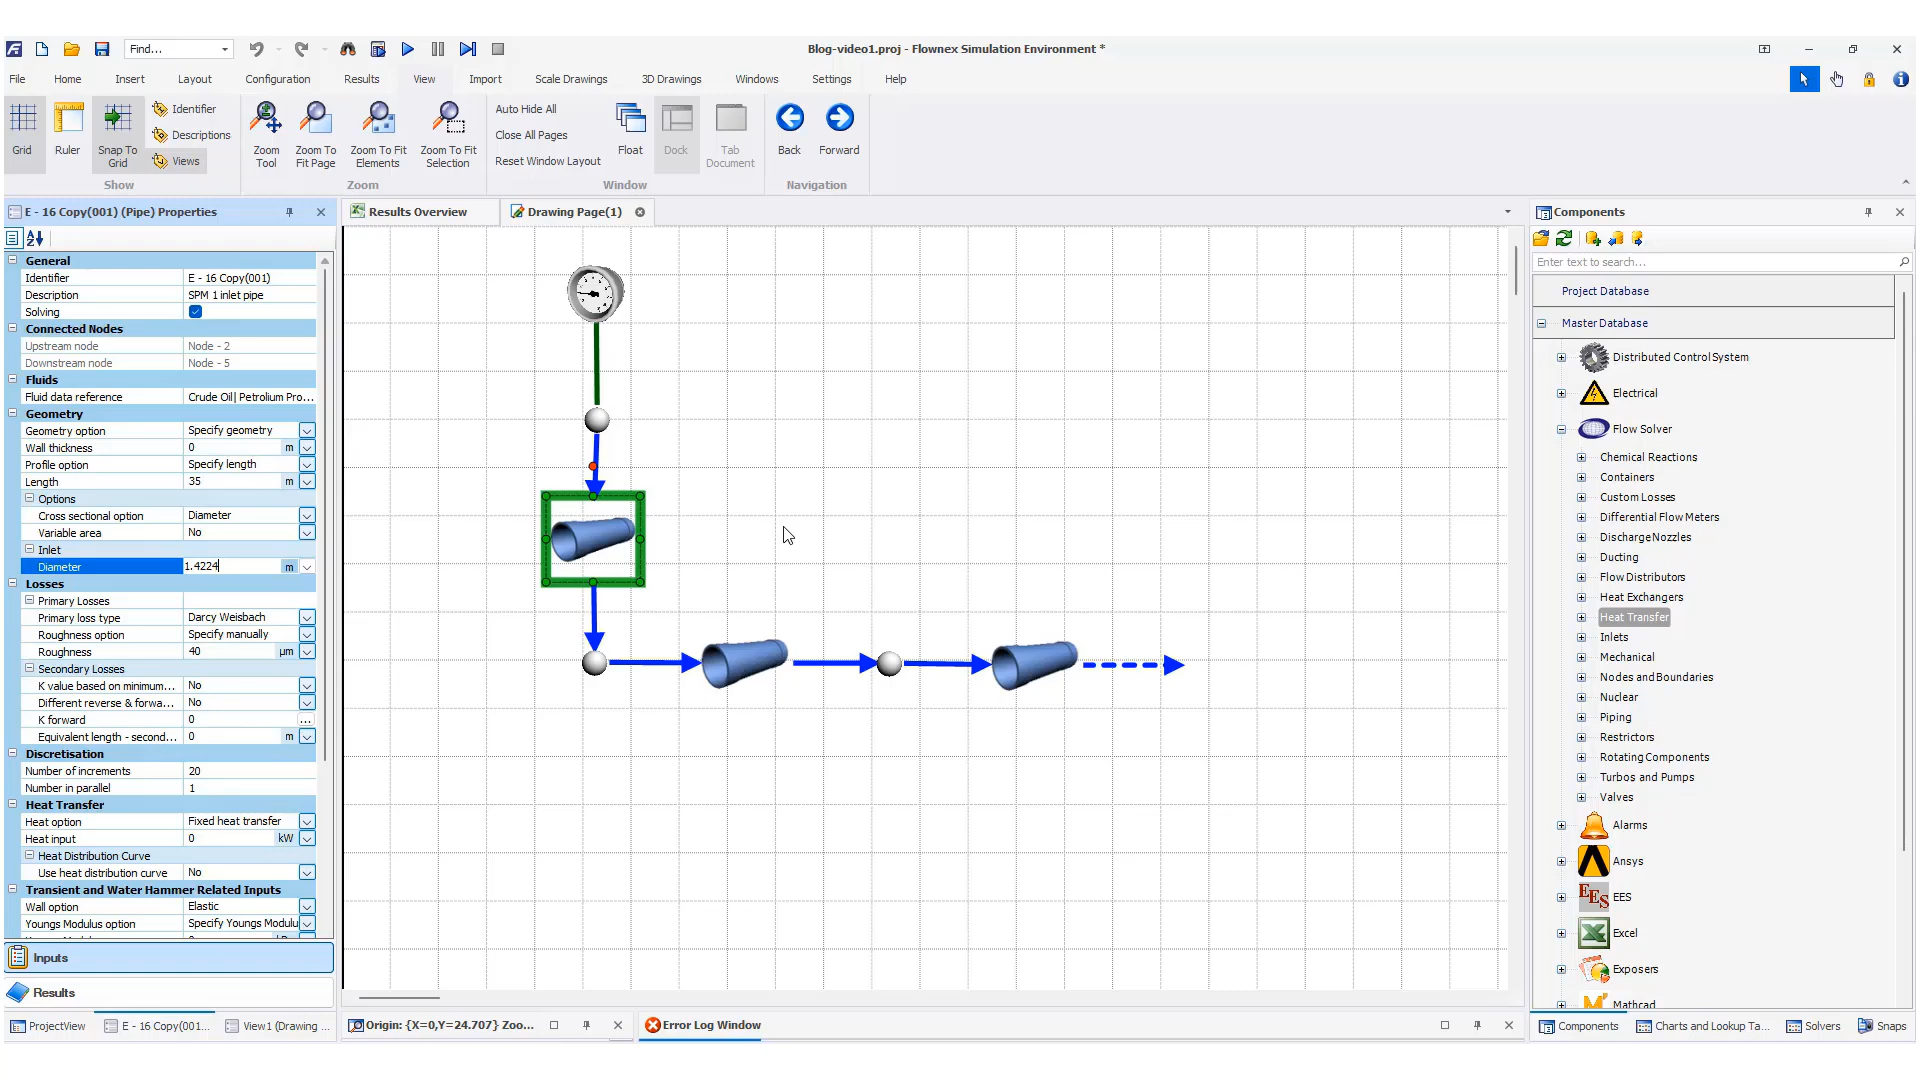 Find...
Blog-video1.proj - Flownex Simulation Environment *
File Home Insert Layout Configuration Results View Import Scale Drawings 3D Drawings Windows Settings Help
Grid
Ruler
Snap To Grid
Identifier
Descriptions
Views
Show
Zoom Tool
Zoom To Fit Page
Zoom To Fit Elements
Zoom To Fit Selection
Zoom
Auto Hide All
Close All Pages
Reset Window Layout
Float
Dock
Tab Document
Window
Back
Forward
Navigation
E - 16 Copy(001) (Pipe) Properties
General
Identifier E - 16 Copy(001)
Description SPM 1 inlet pipe
Solving
Connected Nodes
Upstream node Node - 2
Downstream node Node - 5
Fluids
Fluid data reference Crude Oil| Petrolium Pro...
Geometry
Geometry option Specify geometry
Wall thickness 0 m
Profile option Specify length
Length 35 m
Options
Cross sectional option Diameter
Variable area No
Inlet
Diameter 1.4224 m
Losses
Primary Losses
Primary loss type Darcy Weisbach
Roughness option Specify manually
Roughness 40 µm
Secondary Losses
K value based on minimum... No
Different reverse & forwa... No
K forward 0 ...
Equivalent length - second... 0 m
Discretisation
Number of increments 20
Number in parallel 1
Heat Transfer
Heat option Fixed heat transfer
Heat input 0 kW
Heat Distribution Curve
Use heat distribution curve No
Transient and Water Hammer Related Inputs
Wall option Elastic
Youngs Modulus option Specify Youngs Modulu
Inputs
Results
ProjectView
E - 16 Copy(001...
View1 (Drawing ...
Results Overview
Drawing Page(1)
Origin: {X=0,Y=24.707} Zoo...
Error Log Window
Components
Enter text to search...
Project Database
Master Database
Distributed Control System
Electrical
Flow Solver
Chemical Reactions
Containers
Custom Losses
Differential Flow Meters
Discharge Nozzles
Ducting
Flow Distributors
Heat Exchangers
Heat Transfer
Inlets
Mechanical
Nodes and Boundaries
Nuclear
Piping
Restrictors
Rotating Components
Turbos and Pumps
Valves
Alarms
Ansys
EES
EES
Excel
Exposers
Mathcad
Components
Charts and Lookup Ta...
Solvers
Snaps